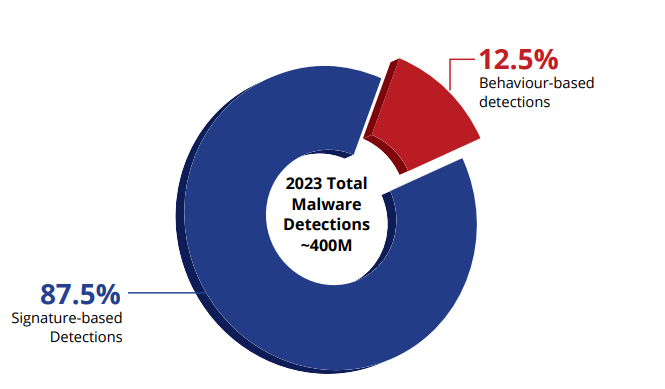 12.5%
Behaviour-based
detections
2023 Total
Malware
Detections
~400M
87.5%
Signature-based
Detections